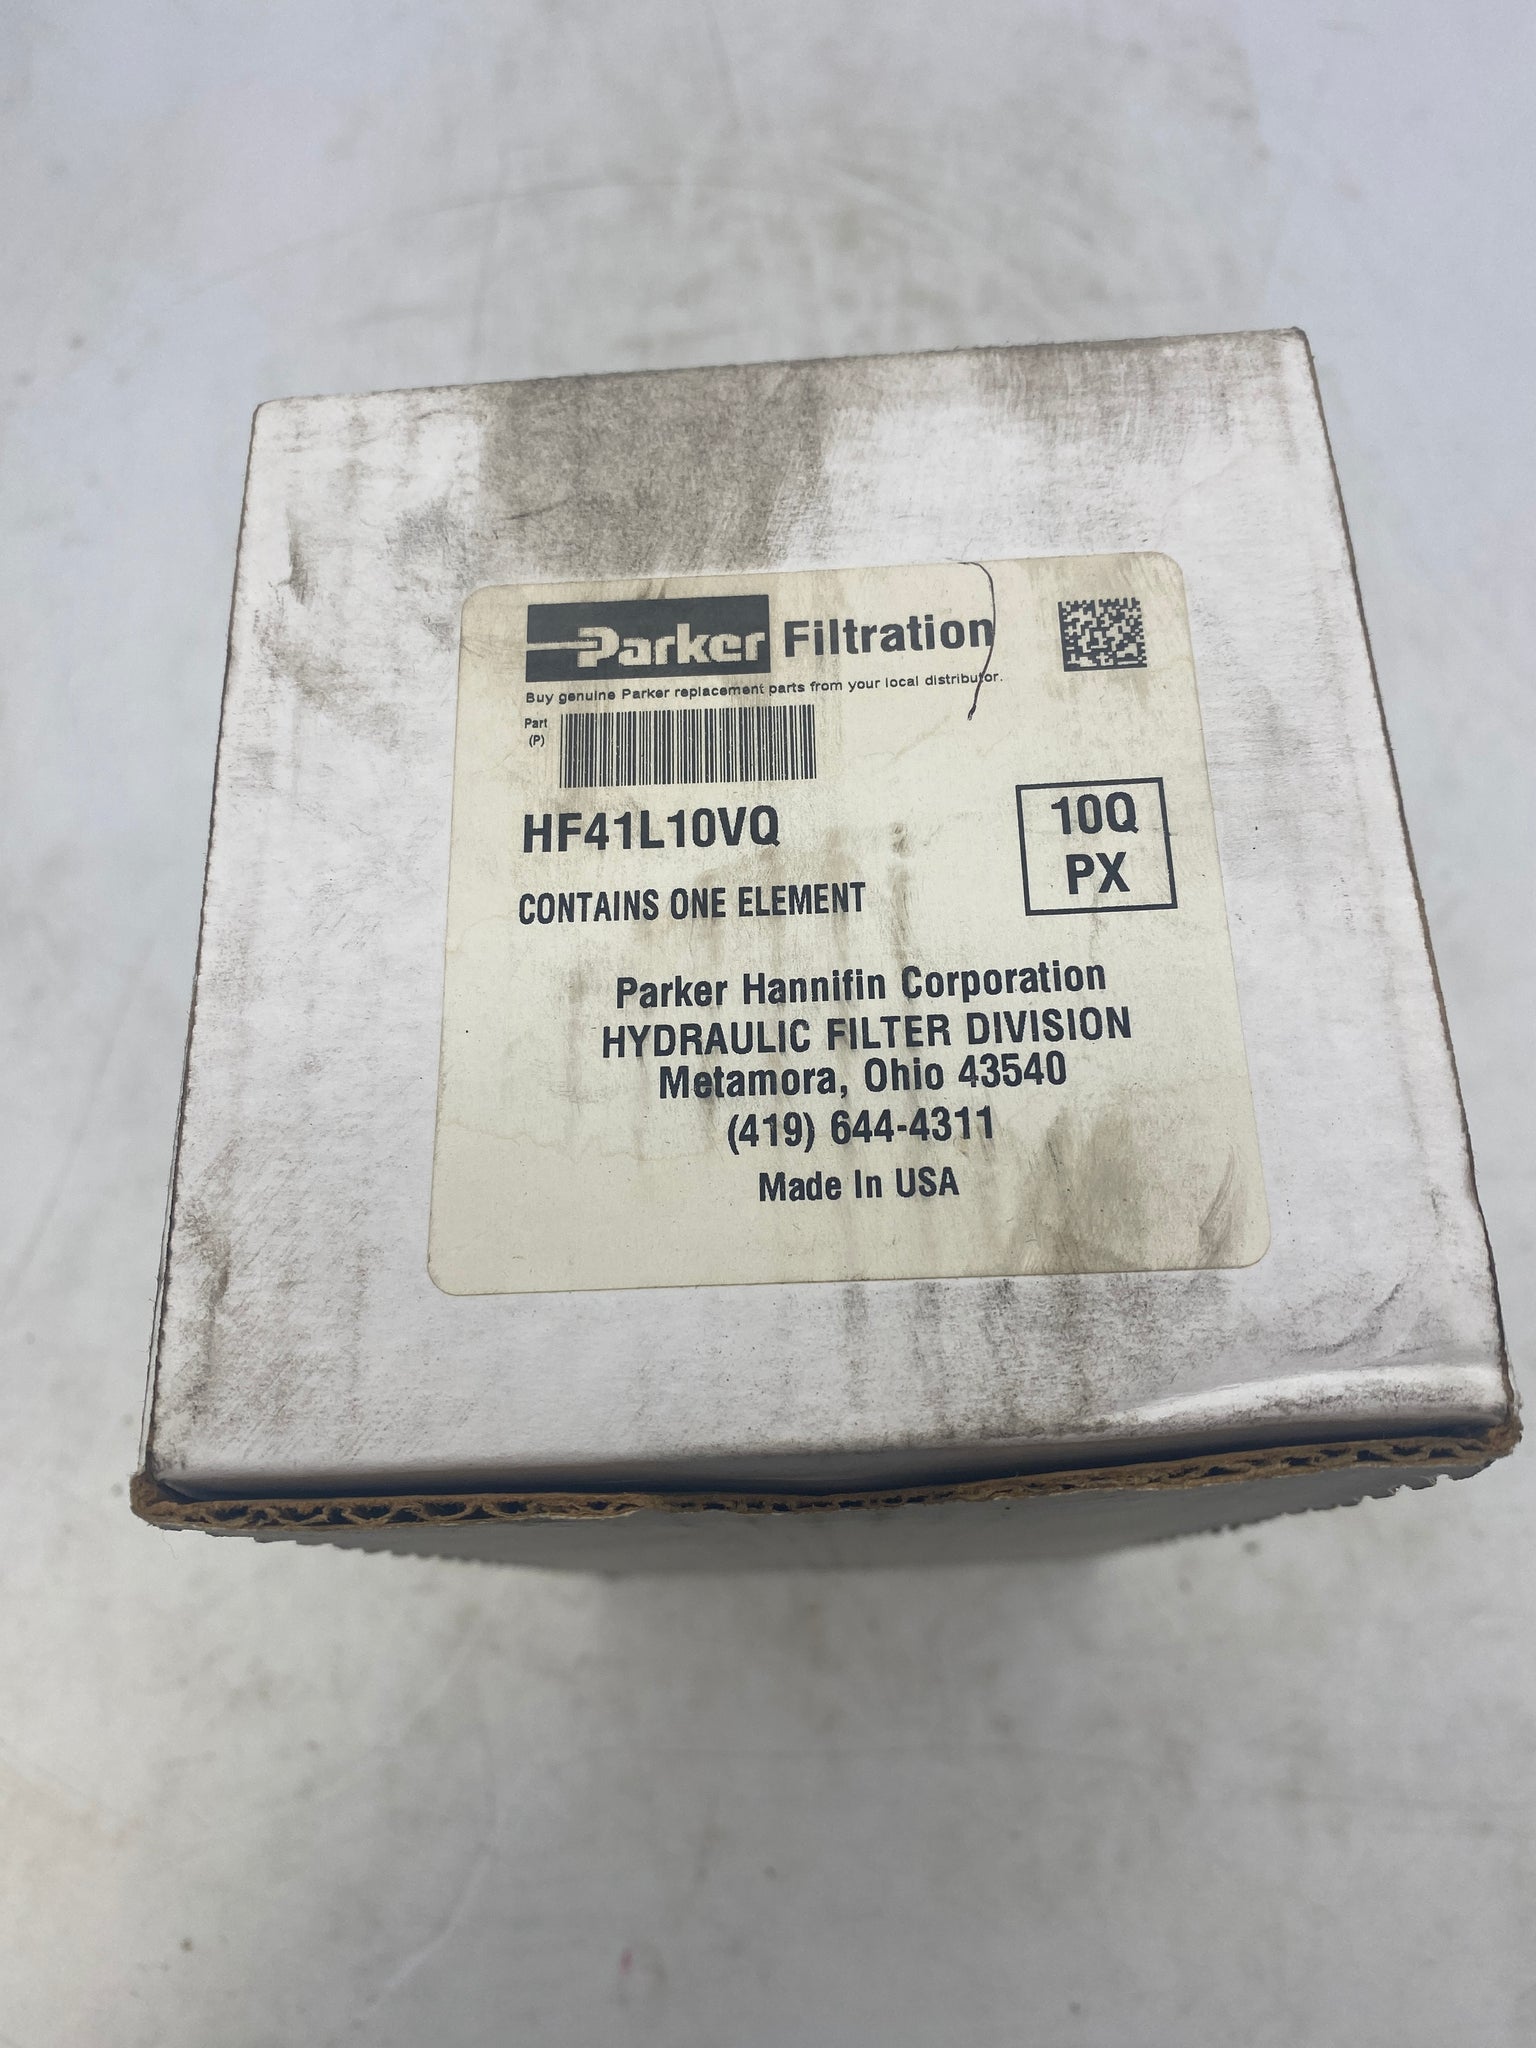 Parker Filtration
Buy genuine Parker replacement parts from your local distributor.
Part
(P)
HF41L10VQ
10Q
PX
CONTAINS ONE ELEMENT
Parker Hannifin Corporation
HYDRAULIC FILTER DIVISION
Metamora, Ohio 43540
(419) 644-4311
Made In USA